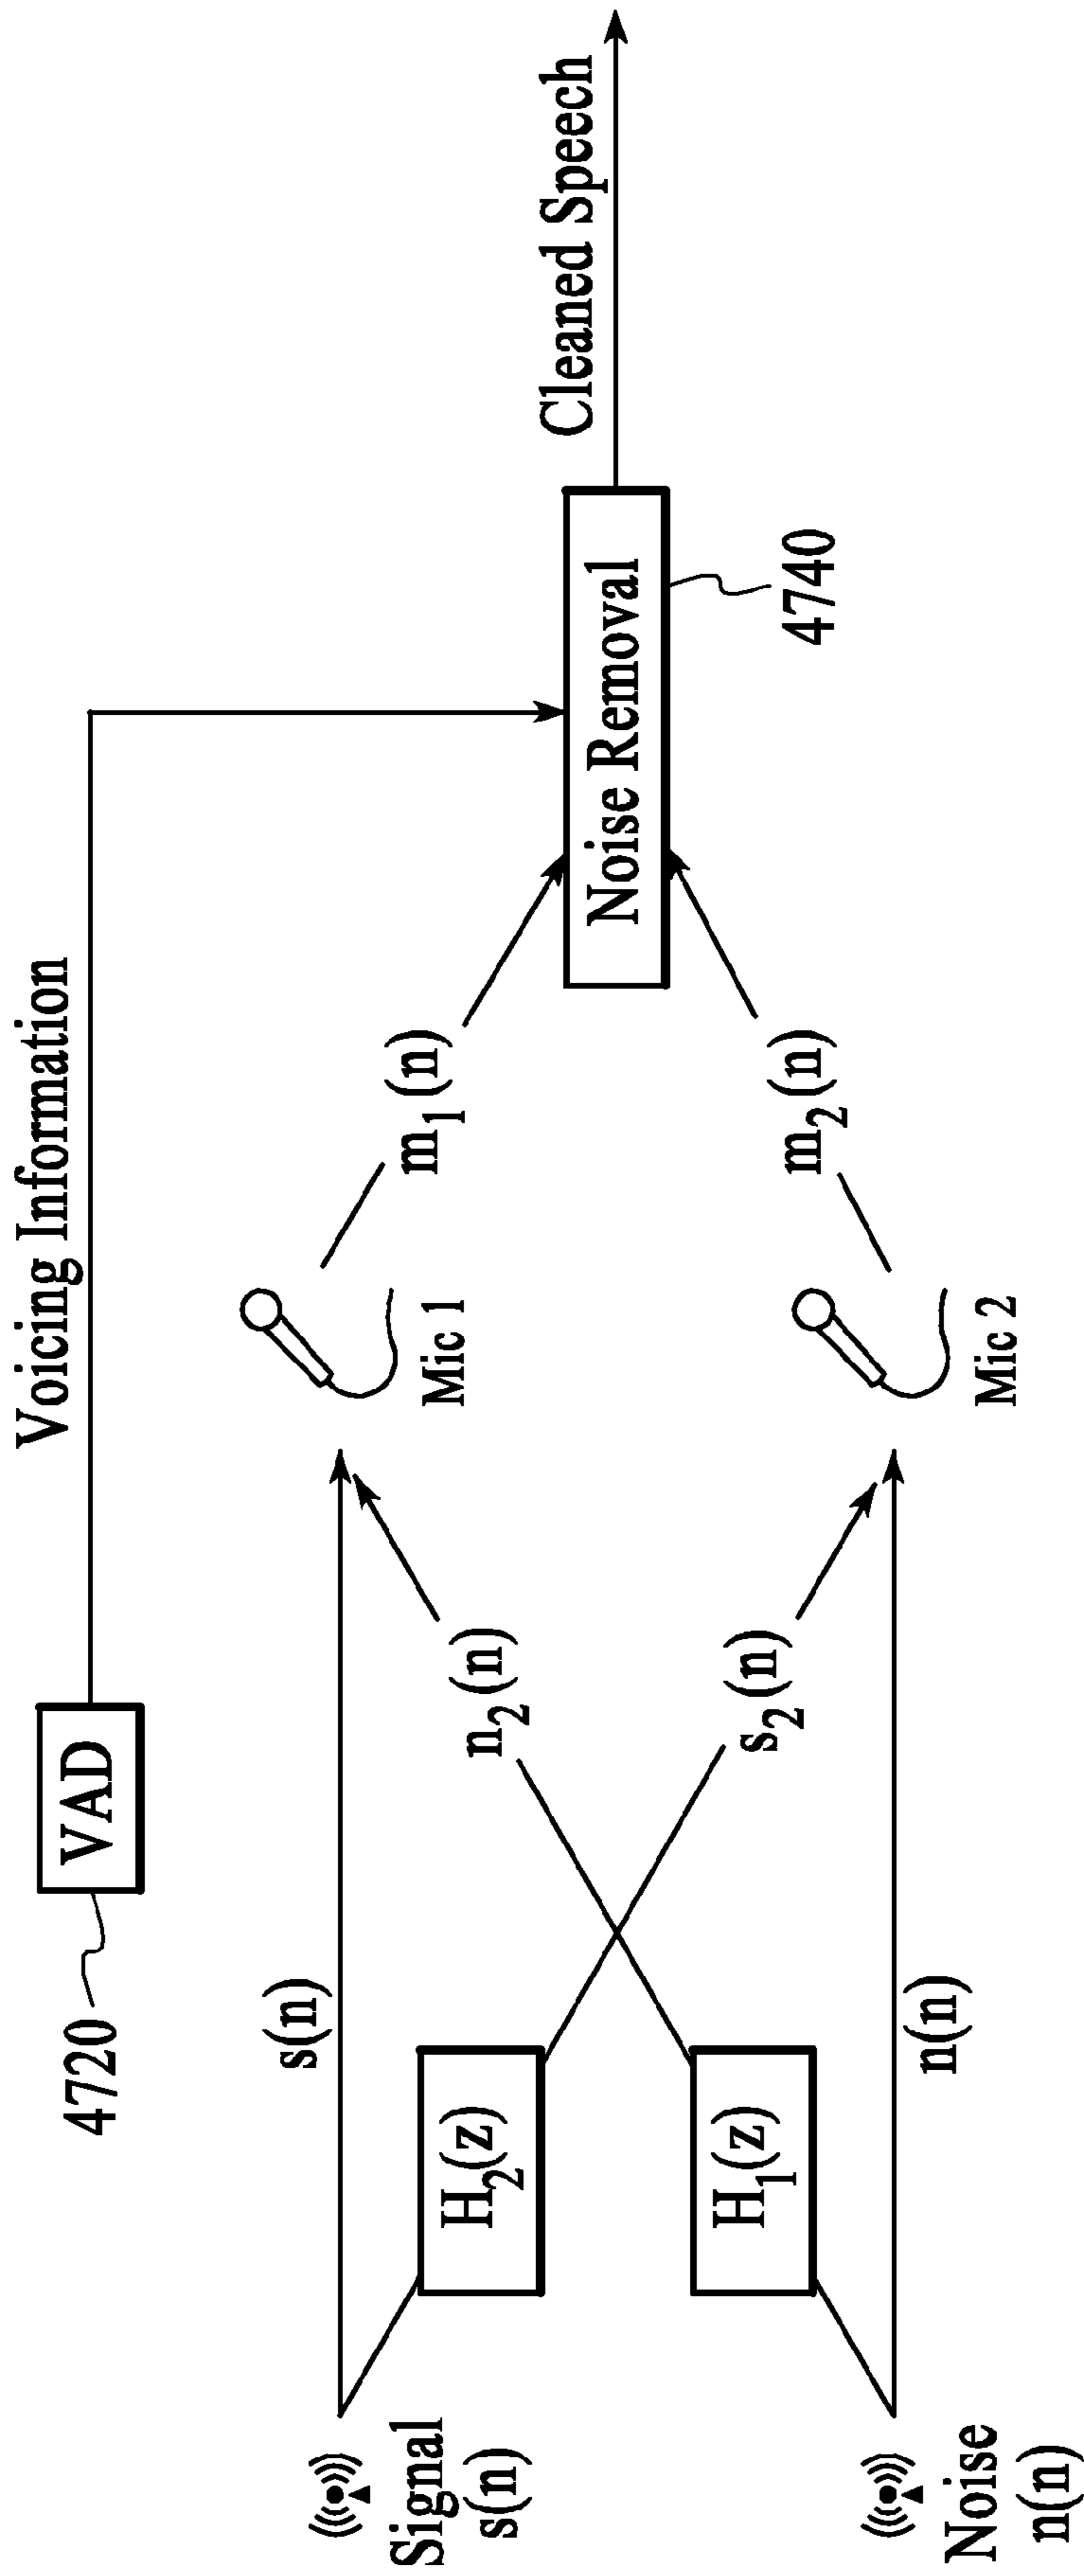 Voicing Information
VAD
4720
s(n)
Signal
s(n)
H2(z)
n2(n)
Mic 1
m1(n)
Noise Removal
4740
Cleaned Speech
H1(z)
s2(n)
Mic 2
m2(n)
n(n)
Noise
n(n)